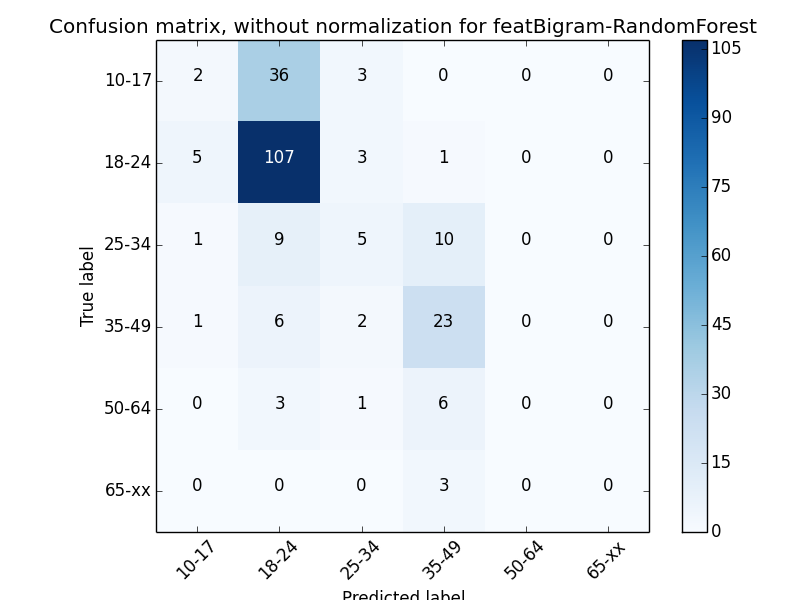 Confusion matrix, without normalization for featBigram-RandomForest
True label
10-17 2 36 3 0 0 0
18-24 5 107 3 1 0 0
25-34 1 9 5 10 0 0
35-49 1 6 2 23 0 0
50-64 0 3 1 6 0 0
65-xx 0 0 0 3 0 0
10-17 18-24 25-34 35-49 50-64 65-xx
Predicted label
105
90
75
60
45
30
15
0